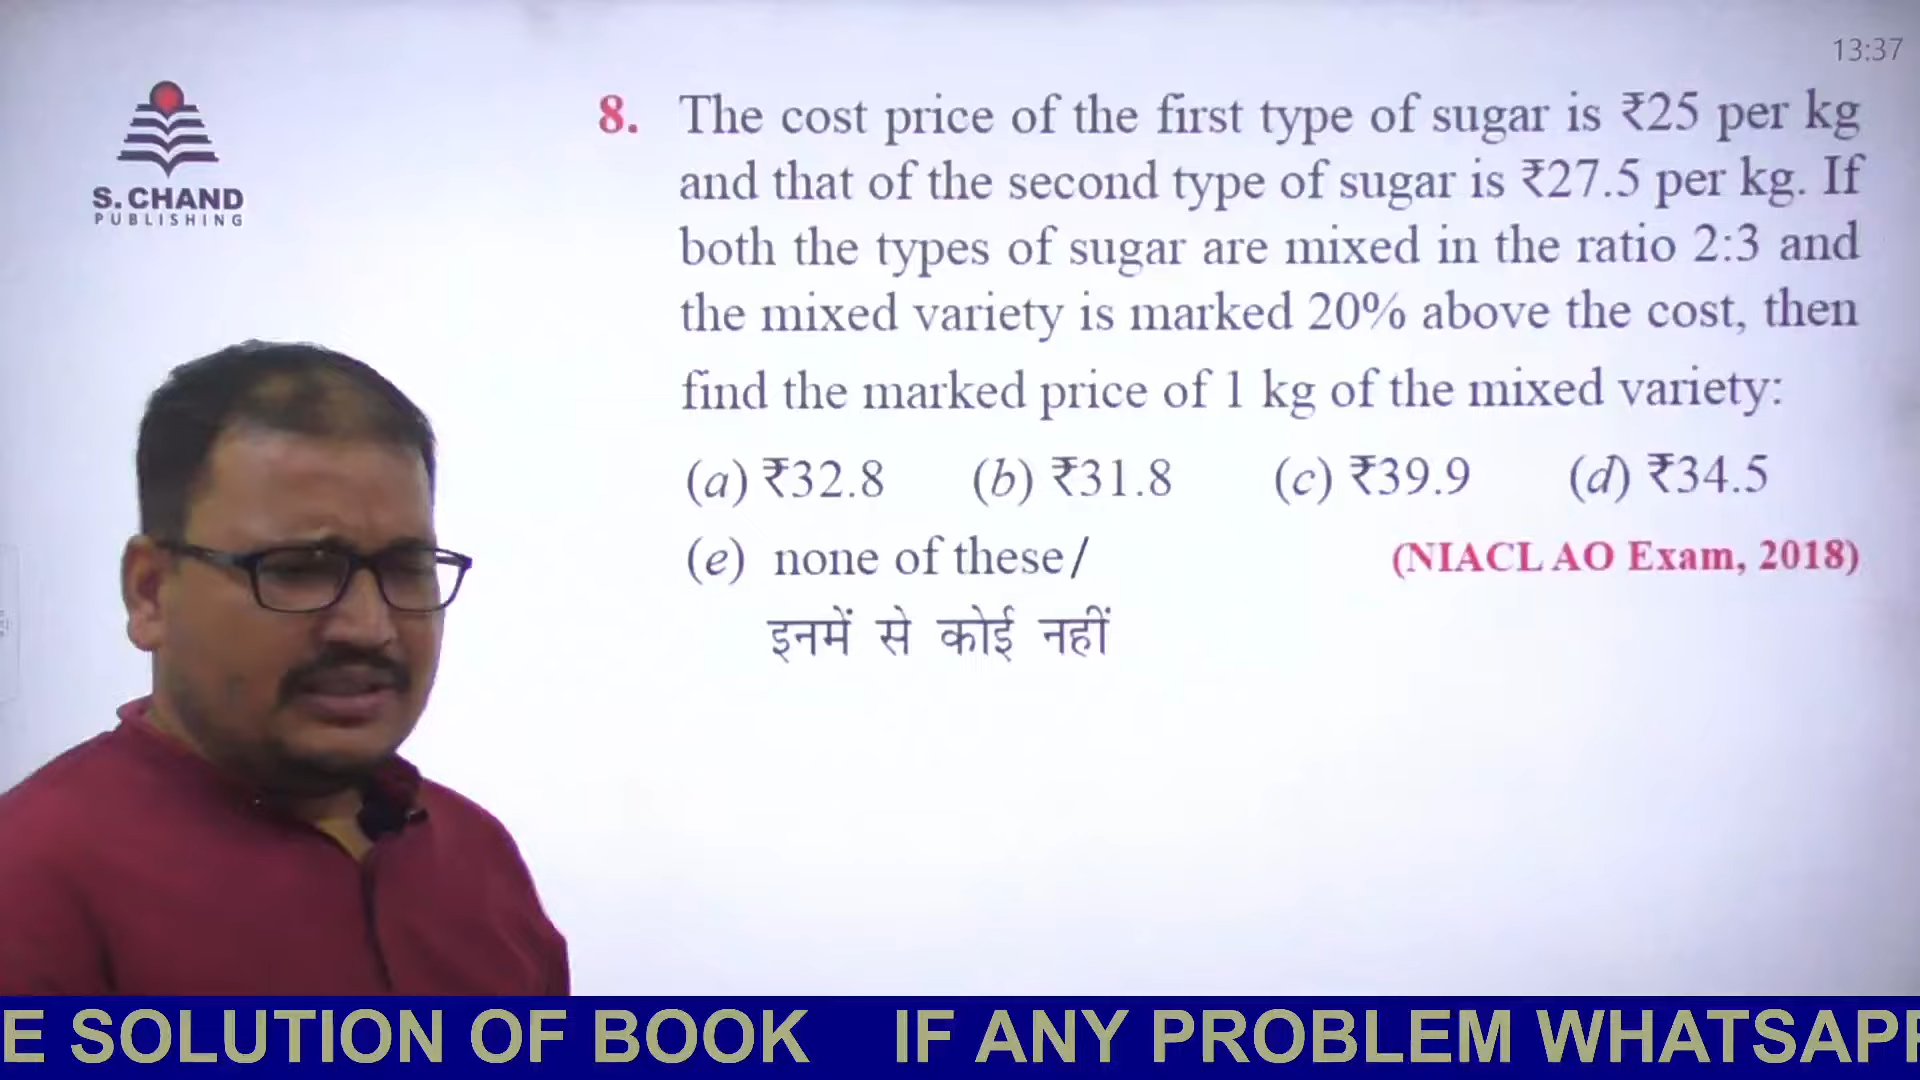 13:37
S. CHAND
PUBLISHING
8. The cost price of the first type of sugar is ₹25 per kg
and that of the second type of sugar is ₹27.5 per kg. If
both the types of sugar are mixed in the ratio 2:3 and
the mixed variety is marked 20% above the cost, then
find the marked price of 1 kg of the mixed variety:
(a) ₹32.8 (b) ₹31.8 (c) ₹39.9 (d) ₹34.5
(e) none of these/ (NIACL AO Exam, 2018)
इनमें से कोई नहीं
E SOLUTION OF BOOK IF ANY PROBLEM WHATSAPP